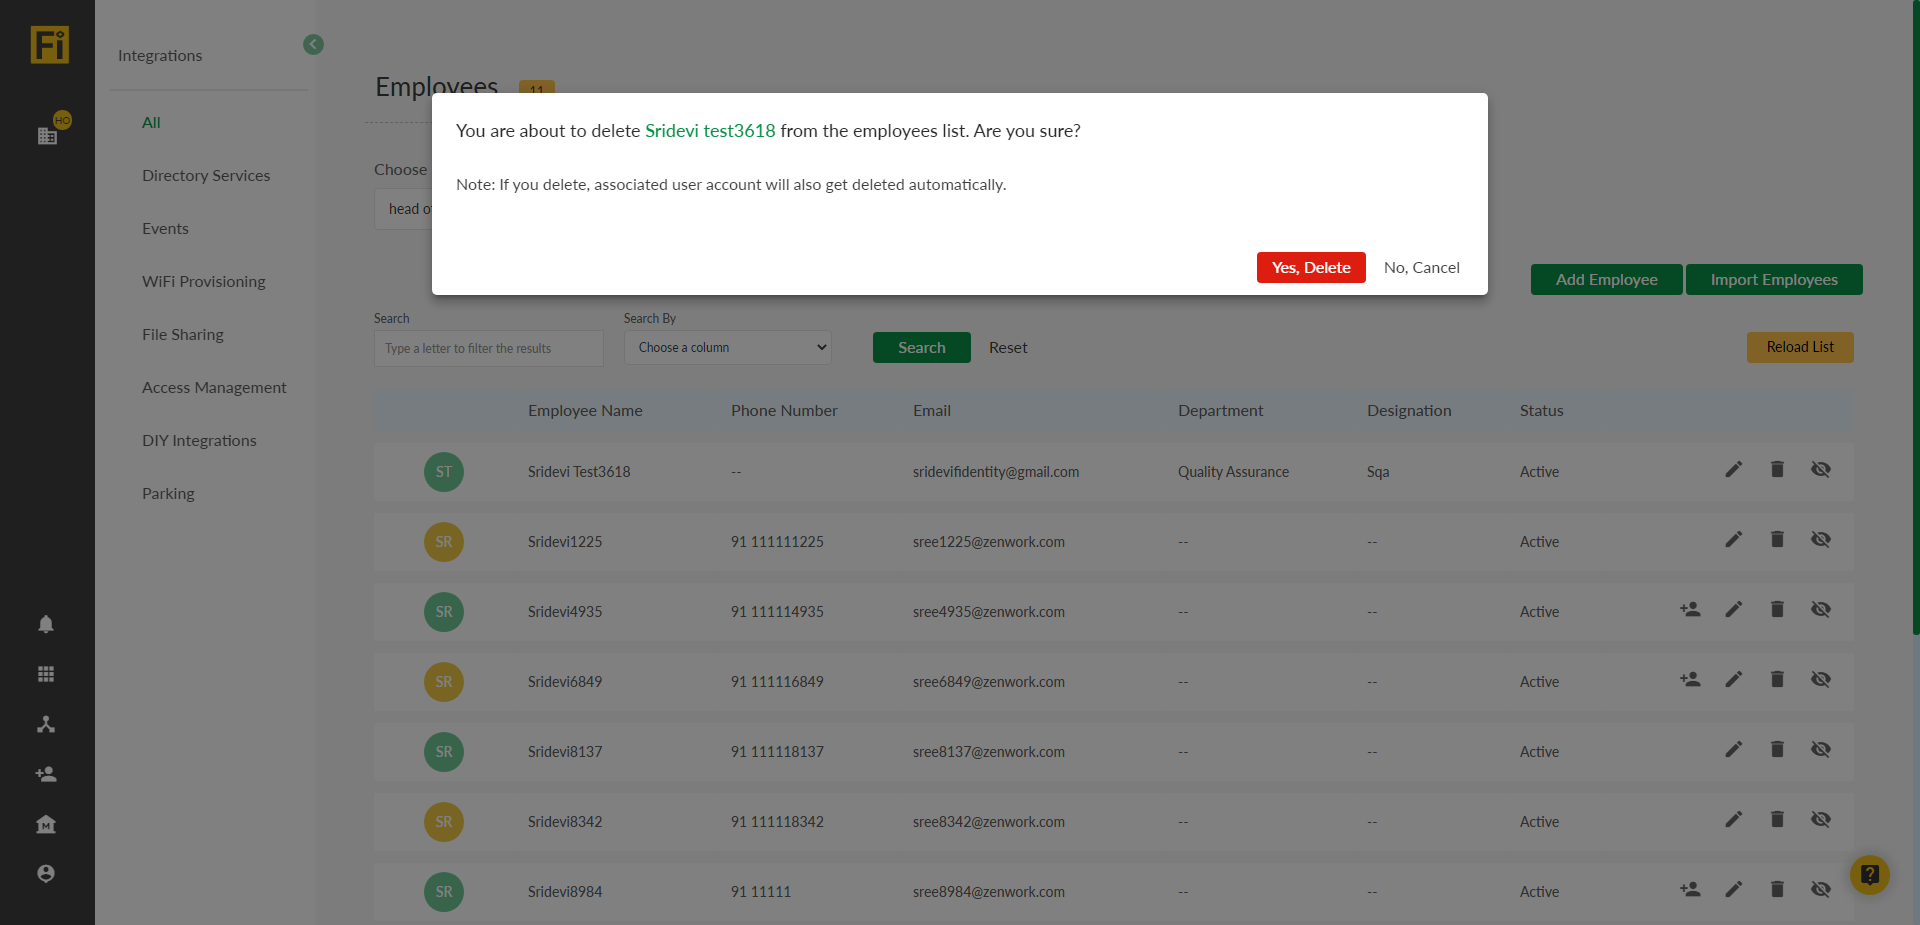 Fi
HO
Integrations
All
Directory Services
Events
WiFi Provisioning
File Sharing
Access Management
DIY Integrations
Parking
Employees 11
You are about to delete Sridevi test3618 from the employees list. Are you sure?
Note: If you delete, associated user account will also get deleted automatically.
Yes, Delete No, Cancel
Choose
head o
Add Employee Import Employees
Search Search By
Type a letter to filter the results Choose a column Search Reset Reload List
Employee Name Phone Number Email Department Designation Status
ST Sridevi Test3618 -- sridevifidentity@gmail.com Quality Assurance Sqa Active
SR Sridevi1225 91 111111225 sree1225@zenwork.com -- -- Active
SR Sridevi4935 91 111114935 sree4935@zenwork.com -- -- Active
SR Sridevi6849 91 111116849 sree6849@zenwork.com -- -- Active
SR Sridevi8137 91 111118137 sree8137@zenwork.com -- -- Active
SR Sridevi8342 91 111118342 sree8342@zenwork.com -- -- Active
SR Sridevi8984 91 11111 sree8984@zenwork.com -- -- Active